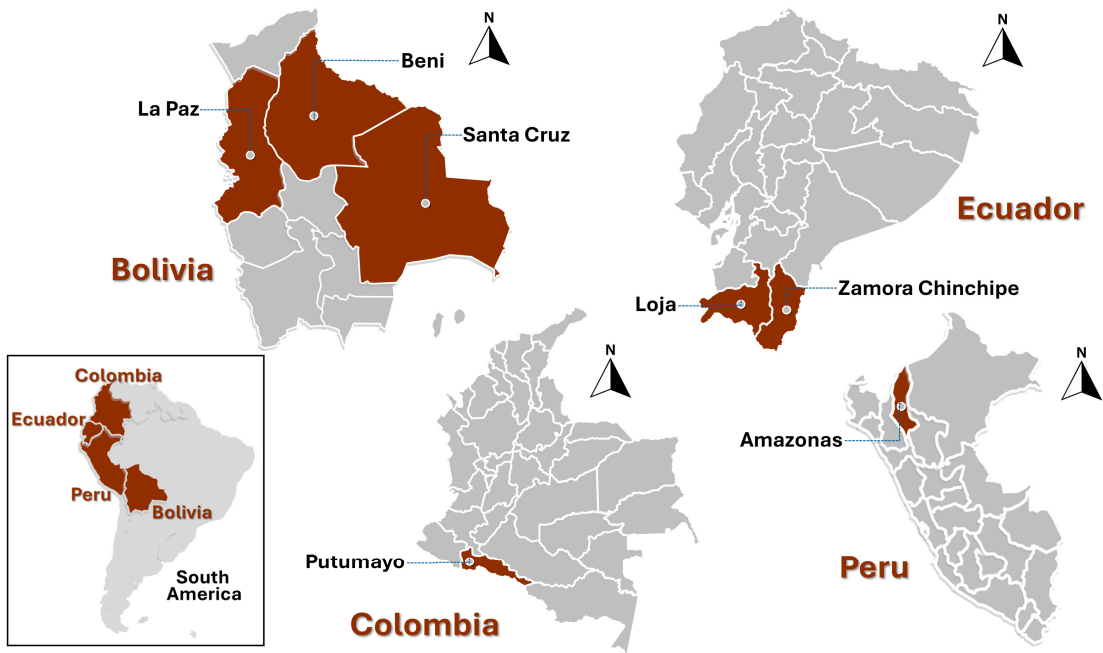 N
Beni
La Paz
Santa Cruz
Bolivia
N
Ecuador
Loja
Zamora Chinchipe
Colombia
Ecuador
Peru
Bolivia
South
America
N
Putumayo
Colombia
N
Amazonas
Peru